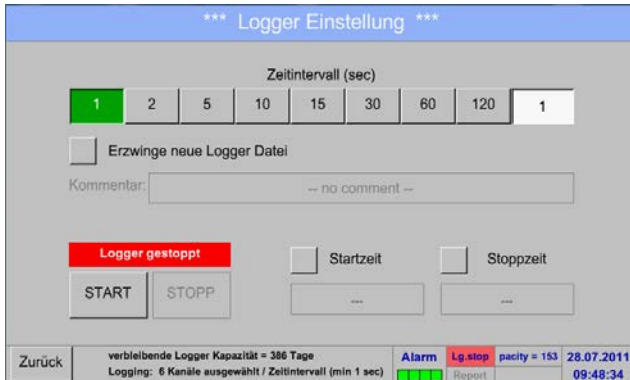 *** Logger Einstellung ***
Zeitintervall (sec)
1 2 5 10 15 30 60 120 1
Erzwinge neue Logger Datei
Kommentar: -- no comment --
Logger gestoppt
Startzeit Stoppzeit
START STOPP --- ---
Zurück
verbleibende Logger Kapazität = 386 Tage
Logging: 6 Kanäle ausgewählt / Zeitintervall (min 1 sec)
Alarm Lg.stop pacity = 153 28.07.2011
Report 09:48:34